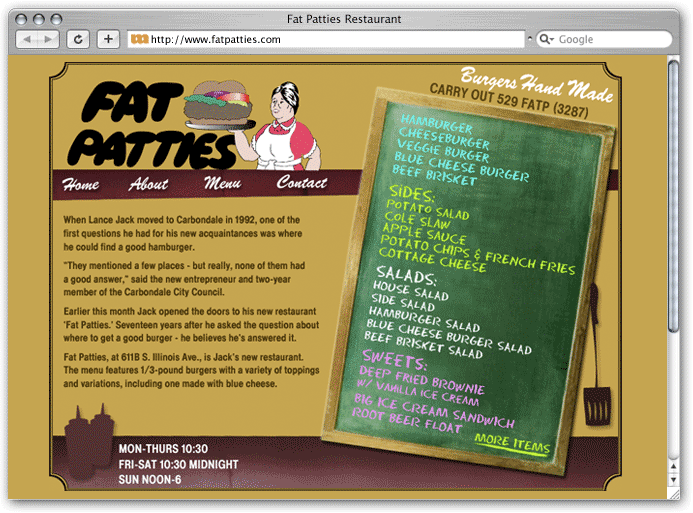 Fat Patties Restaurant
http://www.fatpatties.com
Google
FAT
PATTIES
Burgers Hand Made
CARRY OUT 529 FATP (3287)
Home
About
Menu
Contact
When Lance Jack moved to Carbondale in 1992, one of the
first questions he had for his new acquaintances was where
he could find a good hamburger.
"They mentioned a few places - but really, none of them had
a good answer," said the new entrepreneur and two-year
member of the Carbondale City Council.
Earlier this month Jack opened the doors to his new restaurant
'Fat Patties.' Seventeen years after he asked the question about
where to get a good burger - he believes he's answered it.
Fat Patties, at 611B S. Illinois Ave., is Jack's new restaurant.
The menu features 1/3-pound burgers with a variety of toppings
and variations, including one made with blue cheese.
MON-THURS 10:30
FRI-SAT 10:30 MIDNIGHT
SUN NOON-6
HAMBURGER
CHEESEBURGER
VEGGIE BURGER
BLUE CHEESE BURGER
BEEF BRISKET
SIDES:
POTATO SALAD
COLE SLAW
APPLE SAUCE
POTATO CHIPS & FRENCH FRIES
COTTAGE CHEESE
SALADS:
HOUSE SALAD
SIDE SALAD
HAMBURGER SALAD
BLUE CHEESE BURGER SALAD
BEEF BRISKET SALAD
SWEETS:
DEEP FRIED BROWNIE
W/ VANILLA ICE CREAM
BIG ICE CREAM SANDWICH
ROOT BEER FLOAT
MORE ITEMS